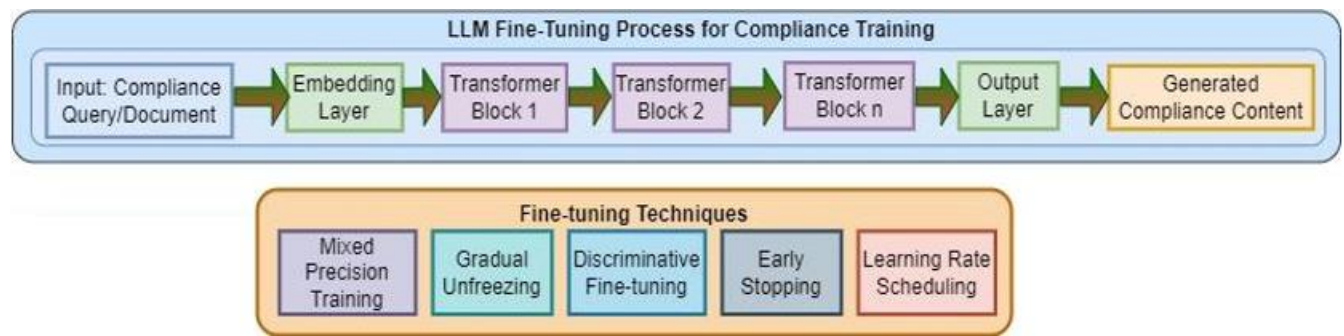 LLM Fine-Tuning Process for Compliance Training
Input: Compliance
Query/Document
Embedding
Layer
Transformer
Block 1
Transformer
Block 2
Transformer
Block n
Output
Layer
Generated
Compliance Content
Fine-tuning Techniques
Mixed
Precision
Training
Gradual
Unfreezing
Discriminative
Fine-tuning
Early
Stopping
Learning Rate
Scheduling